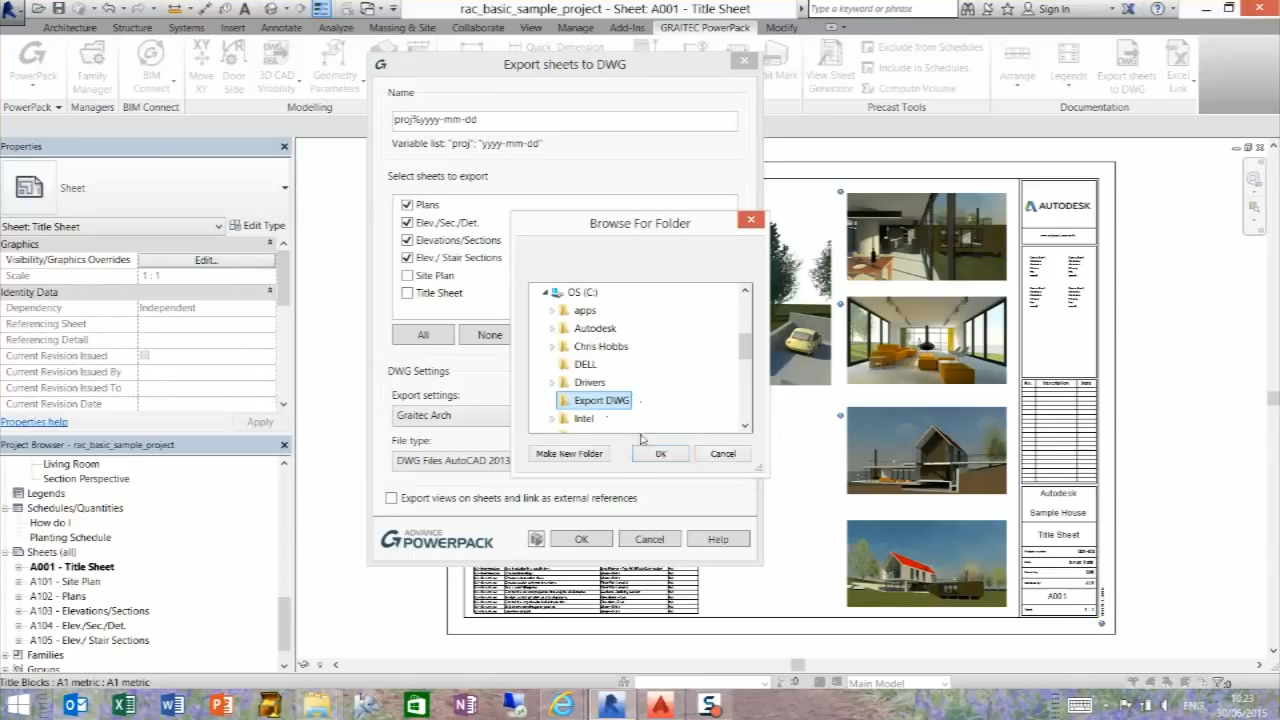 rac_basic_sample_project - Sheet: A001 - Title Sheet
Type a keyword or phrase
Sign In
Architecture Structure Systems Insert Annotate Analyze Massing & Site Collaborate View Manage Add-Ins GRAITEC PowerPack Modify
PowerPack
Family Manager
BIM Connect
Move XY
Door Side
3D CAD Visibility
Geometry Parameters
Quick Dimension
View Sheet Generator
Exclude from Schedules
Include in Schedules
Compute Volume
Arrange
Legends
Export sheets to DWG
Excel Link
PowerPack Managers BIM Connect Modelling Precast Tools Documentation
Properties
Sheet
Sheet: Title Sheet
Edit Type
Graphics
Visibility/Graphics Overrides Edit...
Scale 1 : 1
Identity Data
Dependency Independent
Referencing Sheet
Referencing Detail
Current Revision Issued
Current Revision Issued By
Current Revision Issued To
Current Revision Date
Properties help
Apply
Project Browser - rac_basic_sample_project
Living Room
Section Perspective
Legends
Schedules/Quantities
How do I
Planting Schedule
Sheets (all)
A001 - Title Sheet
A101 - Site Plan
A102 - Plans
A103 - Elevations/Sections
A104 - Elev./Sec./Det.
A105 - Elev./ Stair Sections
Families
Groups
Export sheets to DWG
Name
proj%yyyy-mm-dd
Variable list: "proj"; "yyyy-mm-dd"
Select sheets to export
Plans
Elev./Sec./Det.
Elevations/Sections
Elev./ Stair Sections
Site Plan
Title Sheet
All
None
DWG Settings
Export settings:
Graitec Arch
File type:
DWG Files AutoCAD 2013
Export views on sheets and link as external references
ADVANCE
POWERPACK
OK
Cancel
Help
Browse For Folder
OS (C:)
apps
Autodesk
Chris Hobbs
DELL
Drivers
Export DWG
Intel
Make New Folder
OK
Cancel
AUTODESK
No. Description Date
Autodesk
Sample House
Title Sheet
A001
Title Blocks : A1 metric : A1 metric
:0
Main Model
:0
ENG
10:23
30/06/2015